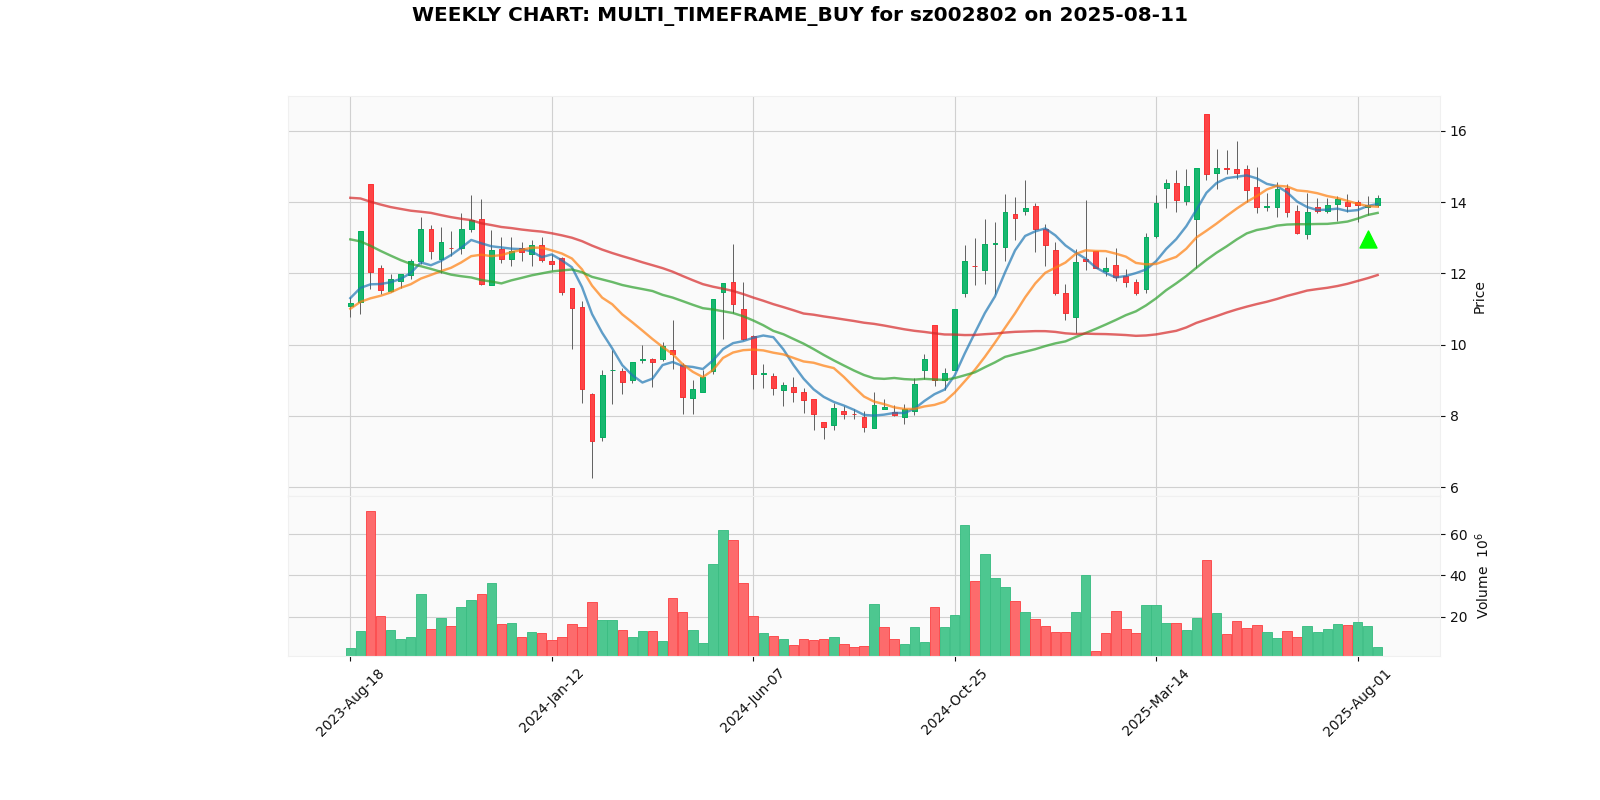 WEEKLY CHART: MULTI_TIMEFRAME_BUY for sz002802 on 2025-08-11
16
14
12
10
8
6
Price
60
40
20
Volume 10^6
2023-Aug-18
2024-Jan-12
2024-Jun-07
2024-Oct-25
2025-Mar-14
2025-Aug-01